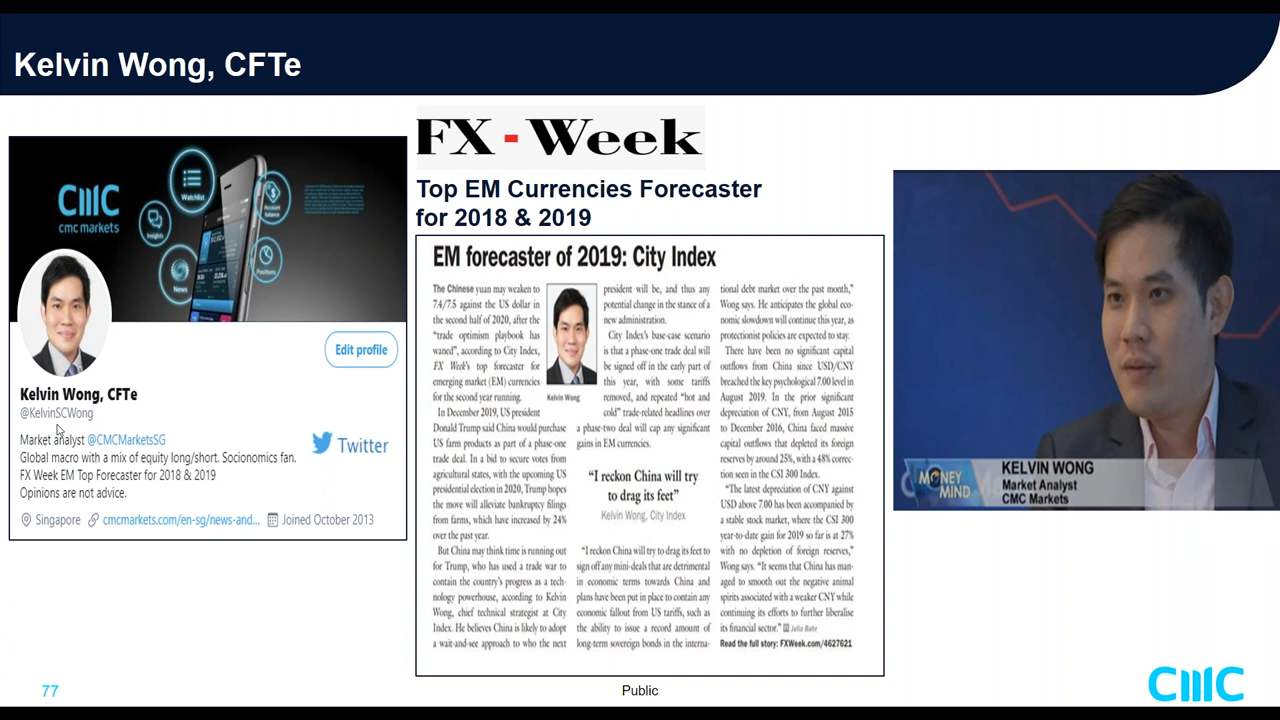 Kelvin Wong, CFTe
CMC
cmc markets
Watchlist
Account
balance
Insights
Positions
News
Edit profile
Kelvin Wong, CFTe
@KelvinSCWong
Market analyst @CMCMarketsSG
Global macro with a mix of equity long/short. Socionomics fan.
FX Week EM Top Forecaster for 2018 & 2019
Opinions are not advice.
Singapore cmcmarkets.com/en-sg/news-and... Joined October 2013
Twitter
FX-Week
Top EM Currencies Forecaster
for 2018 & 2019
EM forecaster of 2019: City Index
The Chinese yuan may weaken to
7.4/7.5 against the US dollar in
the second half of 2020, after the
“trade optimism playbook has
waned”, according to City Index,
FX Week's top forecaster for
emerging market (EM) currencies
for the second year running.
In December 2019, US president
Donald Trump said China would purchase
US farm products as part of a phase-one
trade deal. In a bid to secure votes from
agricultural states, with the upcoming US
presidential election in 2020, Trump hopes
the move will alleviate bankruptcy filings
from farms, which have increased by 24%
over the past year.
But China may think time is running out
for Trump, who has used a trade war to
contain the country's progress as a tech-
nology powerhouse, according to Kelvin
Wong, chief technical strategist at City
Index. He believes China is likely to adopt
a wait-and-see approach to who the next
Kelvin Wong
president will be, and thus any
potential change in the stance of a
new administration.
City Index's base-case scenario
is that a phase-one trade deal will
be signed off in the early part of
this year, with some tariffs
removed, and repeated “hot and
cold” trade-related headlines over
a phase-two deal will cap any significant
gains in EM currencies.
“I reckon China will try
to drag its feet”
Kelvin Wong, City Index
“I reckon China will try to drag its feet to
sign off any mini-deals that are detrimental
in economic terms towards China and
plans have been put in place to contain any
economic fallout from US tariffs, such as
the ability to issue a record amount of
long-term sovereign bonds in the interna-
tional debt market over the past month,”
Wong says. He anticipates the global eco-
nomic slowdown will continue this year, as
protectionist policies are expected to stay.
There have been no significant capital
outflows from China since USD/CNY
breached the key psychological 7.00 level in
August 2019. In the prior significant
depreciation of CNY, from August 2015
to December 2016, China faced massive
capital outflows that depleted its foreign
reserves by around 25%, with a 48% correc-
tion seen in the CSI 300 Index.
“The latest depreciation of CNY against
USD above 7.00 has been accompanied by
a stable stock market, where the CSI 300
year-to-date gain for 2019 so far is at 27%
with no depletion of foreign reserves,”
Wong says. “It seems that China has man-
aged to smooth out the negative animal
spirits associated with a weaker CNY while
continuing its efforts to further liberalise
its financial sector.” Julia Bahr
Read the full story: FXWeek.com/4627621
MONEY
MIND
KELVIN WONG
Market Analyst
CMC Markets
77
Public
CMC